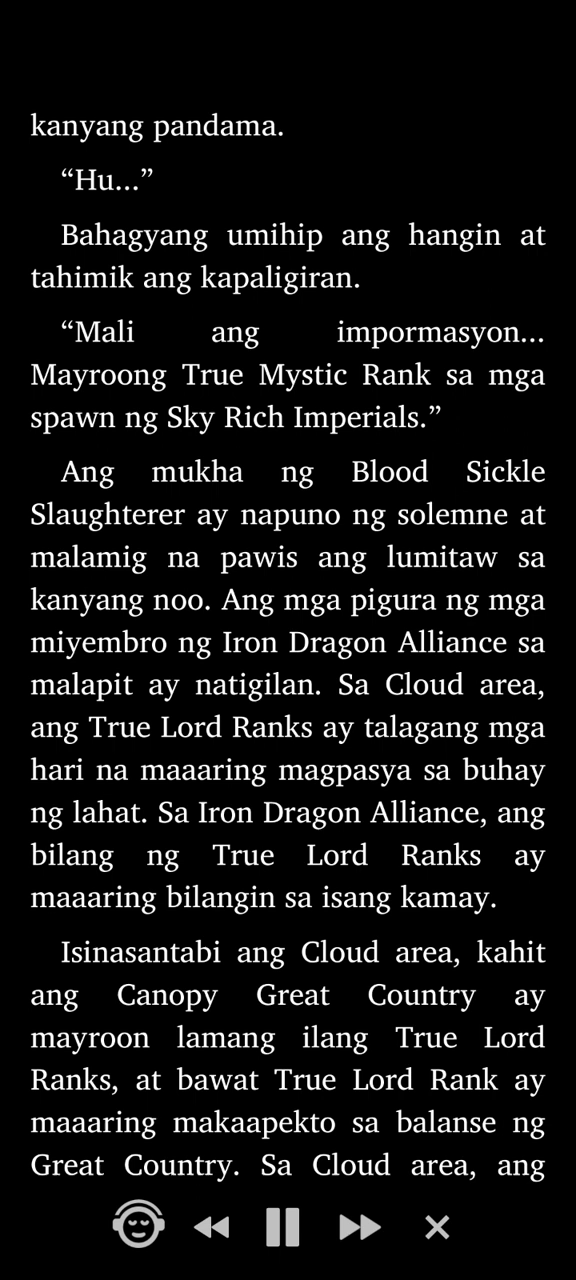 kanyang pandama.
“Hu...”
Bahagyang umihip ang hangin at
tahimik ang kapaligiran.
“Mali ang impormasyon...
Mayroong True Mystic Rank sa mga
spawn ng Sky Rich Imperials.”
Ang mukha ng Blood Sickle
Slaughterer ay napuno ng solemne at
malamig na pawis ang lumitaw sa
kanyang noo. Ang mga pigura ng mga
miyembro ng Iron Dragon Alliance sa
malapit ay natigilan. Sa Cloud area,
ang True Lord Ranks ay talagang mga
hari na maaaring magpasya sa buhay
ng lahat. Sa Iron Dragon Alliance, ang
bilang ng True Lord Ranks ay
maaaring bilangin sa isang kamay.
Isinasantabi ang Cloud area, kahit
ang Canopy Great Country ay
mayroon lamang ilang True Lord
Ranks, at bawat True Lord Rank ay
maaaring makaapekto sa balanse ng
Great Country. Sa Cloud area, ang